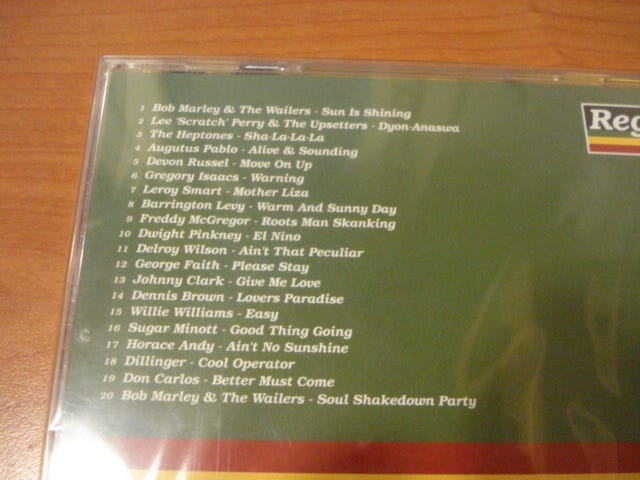 1 Bob Marley & The Wailers - Sun Is Shining
2 Lee 'Scratch' Perry & The Upsetters - Dyon-Anaswa
3 The Heptones - Sha-La-La-La
4 Augutus Pablo - Alive & Sounding
5 Devon Russel - Move On Up
6 Gregory Isaacs - Warning
7 Leroy Smart - Mother Liza
8 Barrington Levy - Warm And Sunny Day
9 Freddy McGregor - Roots Man Skanking
10 Dwight Pinkney - El Nino
11 Delroy Wilson - Ain't That Peculiar
12 George Faith - Please Stay
13 Johnny Clark - Give Me Love
14 Dennis Brown - Lovers Paradise
15 Willie Williams - Easy
16 Sugar Minott - Good Thing Going
17 Horace Andy - Ain't No Sunshine
18 Dillinger - Cool Operator
19 Don Carlos - Better Must Come
20 Bob Marley & The Wailers - Soul Shakedown Party
Reg